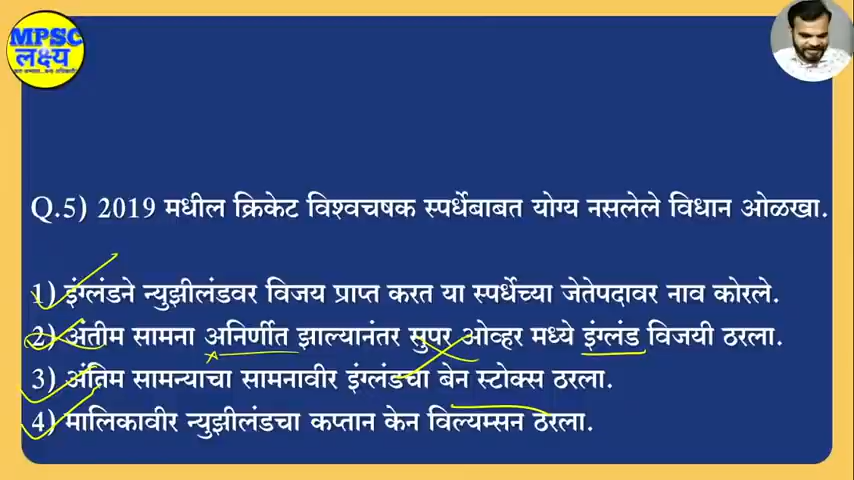 MPSC
लक्ष्य
Q.5) 2019 मधील क्रिकेट विश्वचषक स्पर्धेबाबत योग्य नसलेले विधान ओळखा.
1) इंग्लंडने न्युझीलंडवर विजय प्राप्त करत या स्पर्धेच्या जेतेपदावर नाव कोरले.
2) अंतीम सामना अनिर्णीत झाल्यानंतर सुपर ओव्हर मध्ये इंग्लंड विजयी ठरला.
3) अंतिम सामन्याचा सामनावीर इंग्लंडचा बेन स्टोक्स ठरला.
4) मालिकावीर न्युझीलंडचा कप्तान केन विल्यम्सन ठरला.